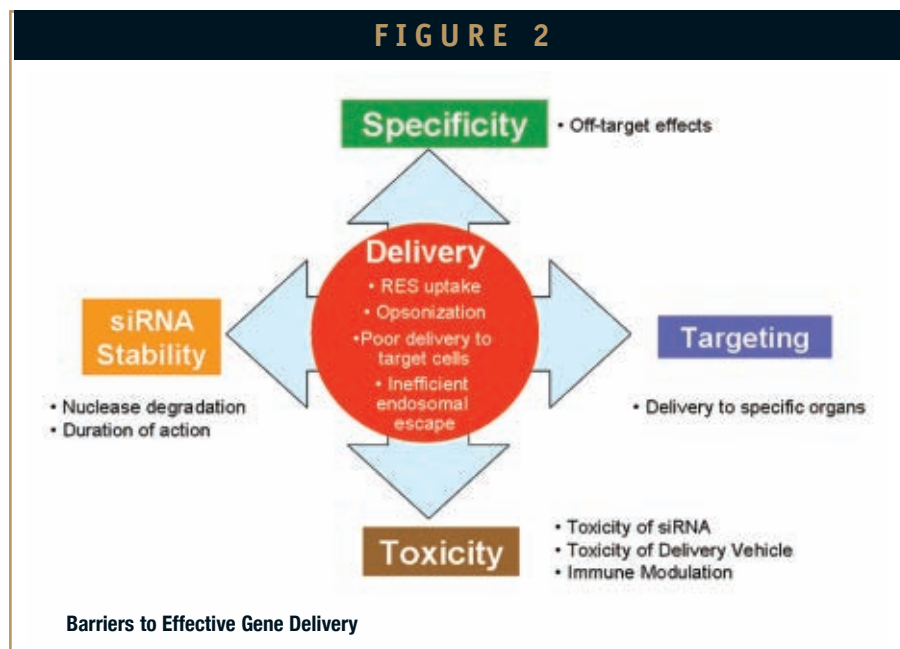 FIGURE 2
Specificity
• Off-target effects
Delivery
• RES uptake
• Opsonization
•Poor delivery to
target cells
• Inefficient
endosomal
escape
siRNA
Stability
• Nuclease degradation
• Duration of action
Targeting
• Delivery to specific organs
Toxicity
• Toxicity of siRNA
• Toxicity of Delivery Vehicle
• Immune Modulation
Barriers to Effective Gene Delivery